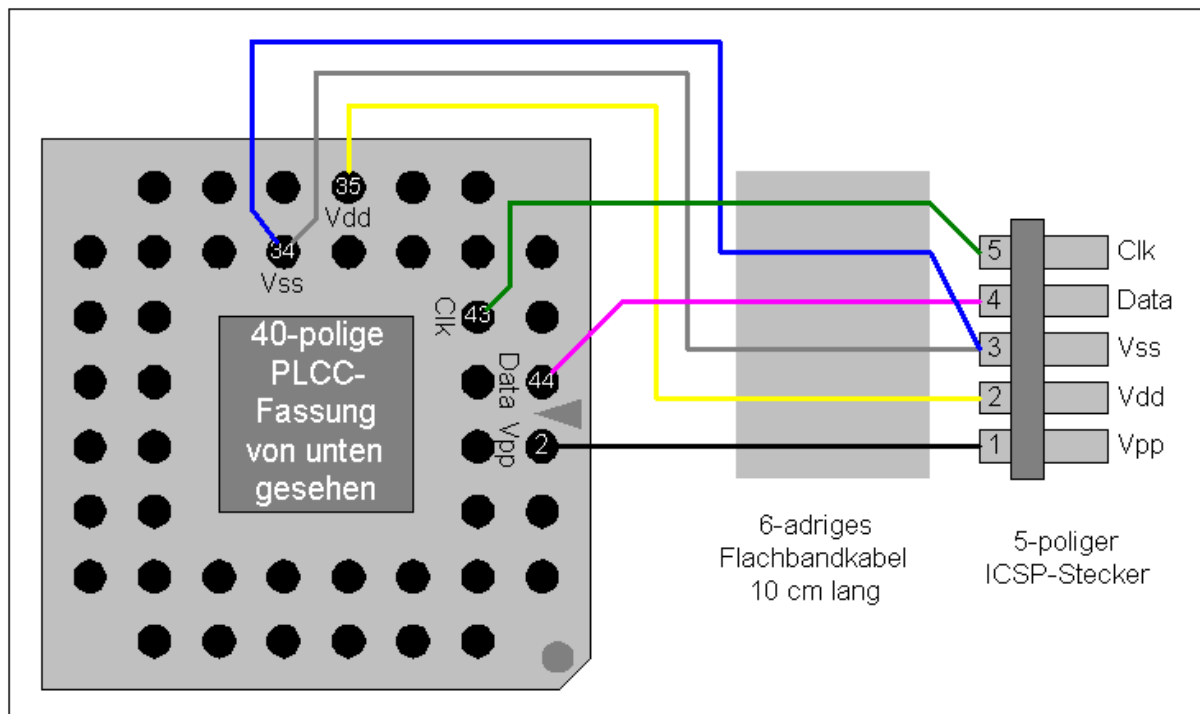 35
Vdd
34
Vss
43
Clk
44
Data
2
Vpp
40-polige
PLCC-
Fassung
von unten
gesehen
6-adriges
Flachbandkabel
10 cm lang
5
Clk
4
Data
3
Vss
2
Vdd
1
Vpp
5-poliger
ICSP-Stecker